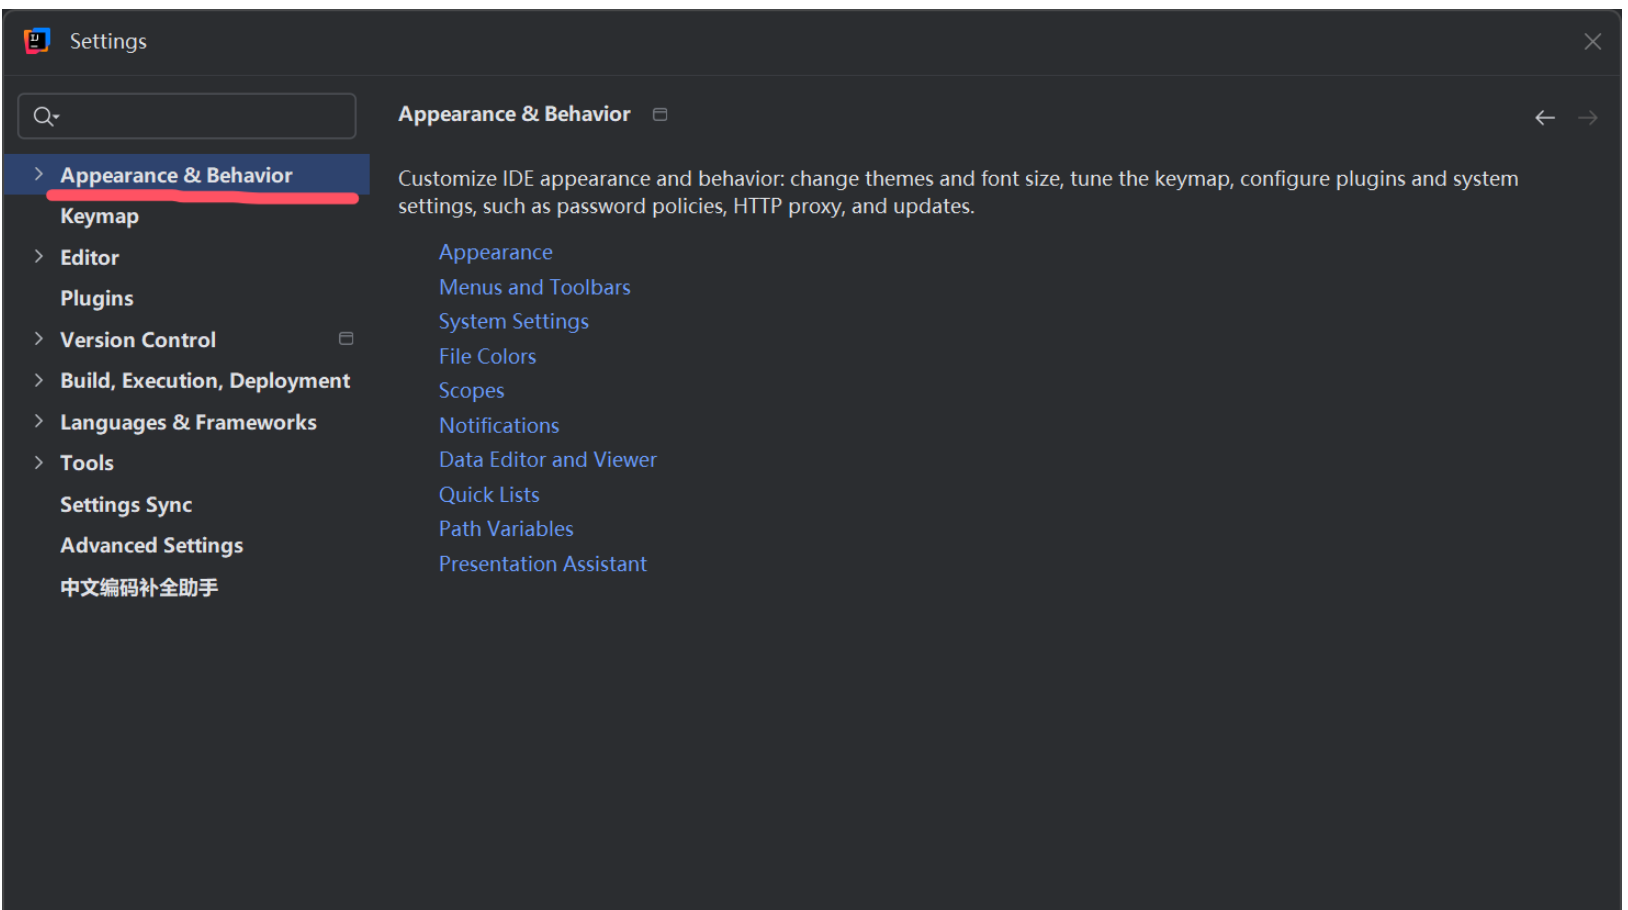 Settings
Appearance & Behavior
Keymap
Editor
Plugins
Version Control
Build, Execution, Deployment
Languages & Frameworks
Tools
Settings Sync
Advanced Settings
中文编码补全助手
Appearance & Behavior
Customize IDE appearance and behavior: change themes and font size, tune the keymap, configure plugins and system
settings, such as password policies, HTTP proxy, and updates.
Appearance
Menus and Toolbars
System Settings
File Colors
Scopes
Notifications
Data Editor and Viewer
Quick Lists
Path Variables
Presentation Assistant